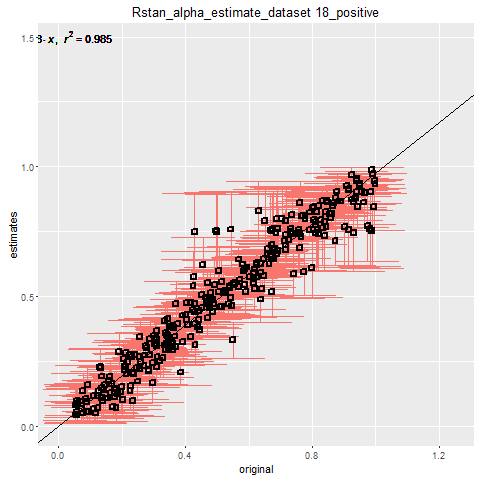 Rstan_alpha_estimate_dataset 18_positive
· x, r² = 0.985
1.5
1.0
0.5
0.0
estimates
0.0 0.4 0.8 1.2
original